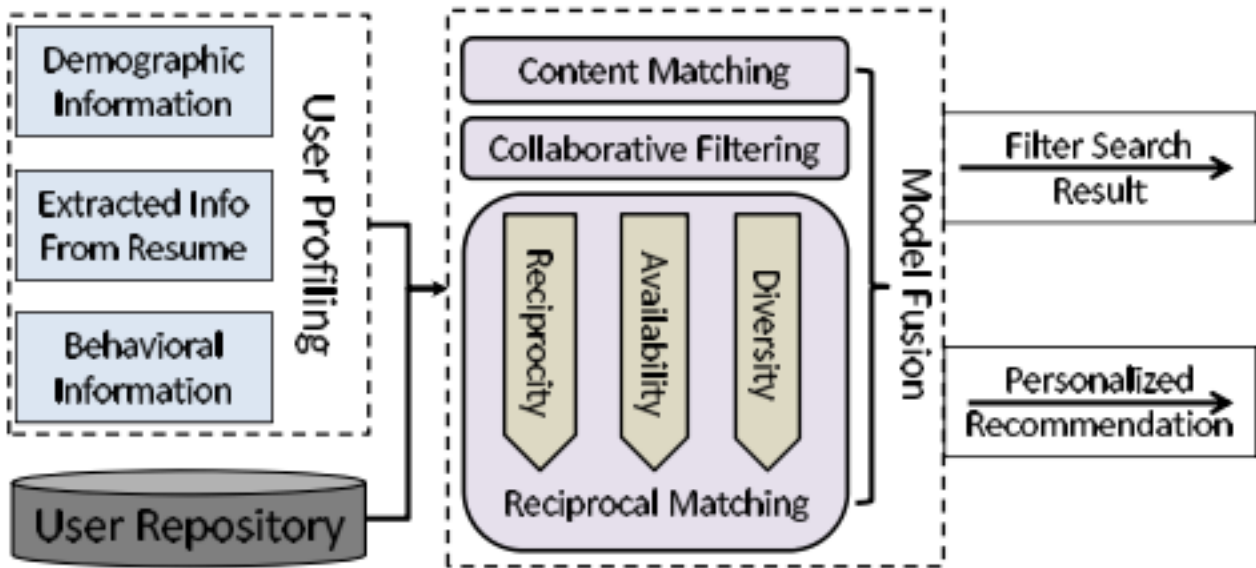 Demographic
Information
Extracted Info
From Resume
Behavioral
Information
User Profiling
User Repository
Content Matching
Collaborative Filtering
Reciprocity
Availability
Diversity
Reciprocal Matching
Model Fusion
Filter Search
Result
Personalized
Recommendation